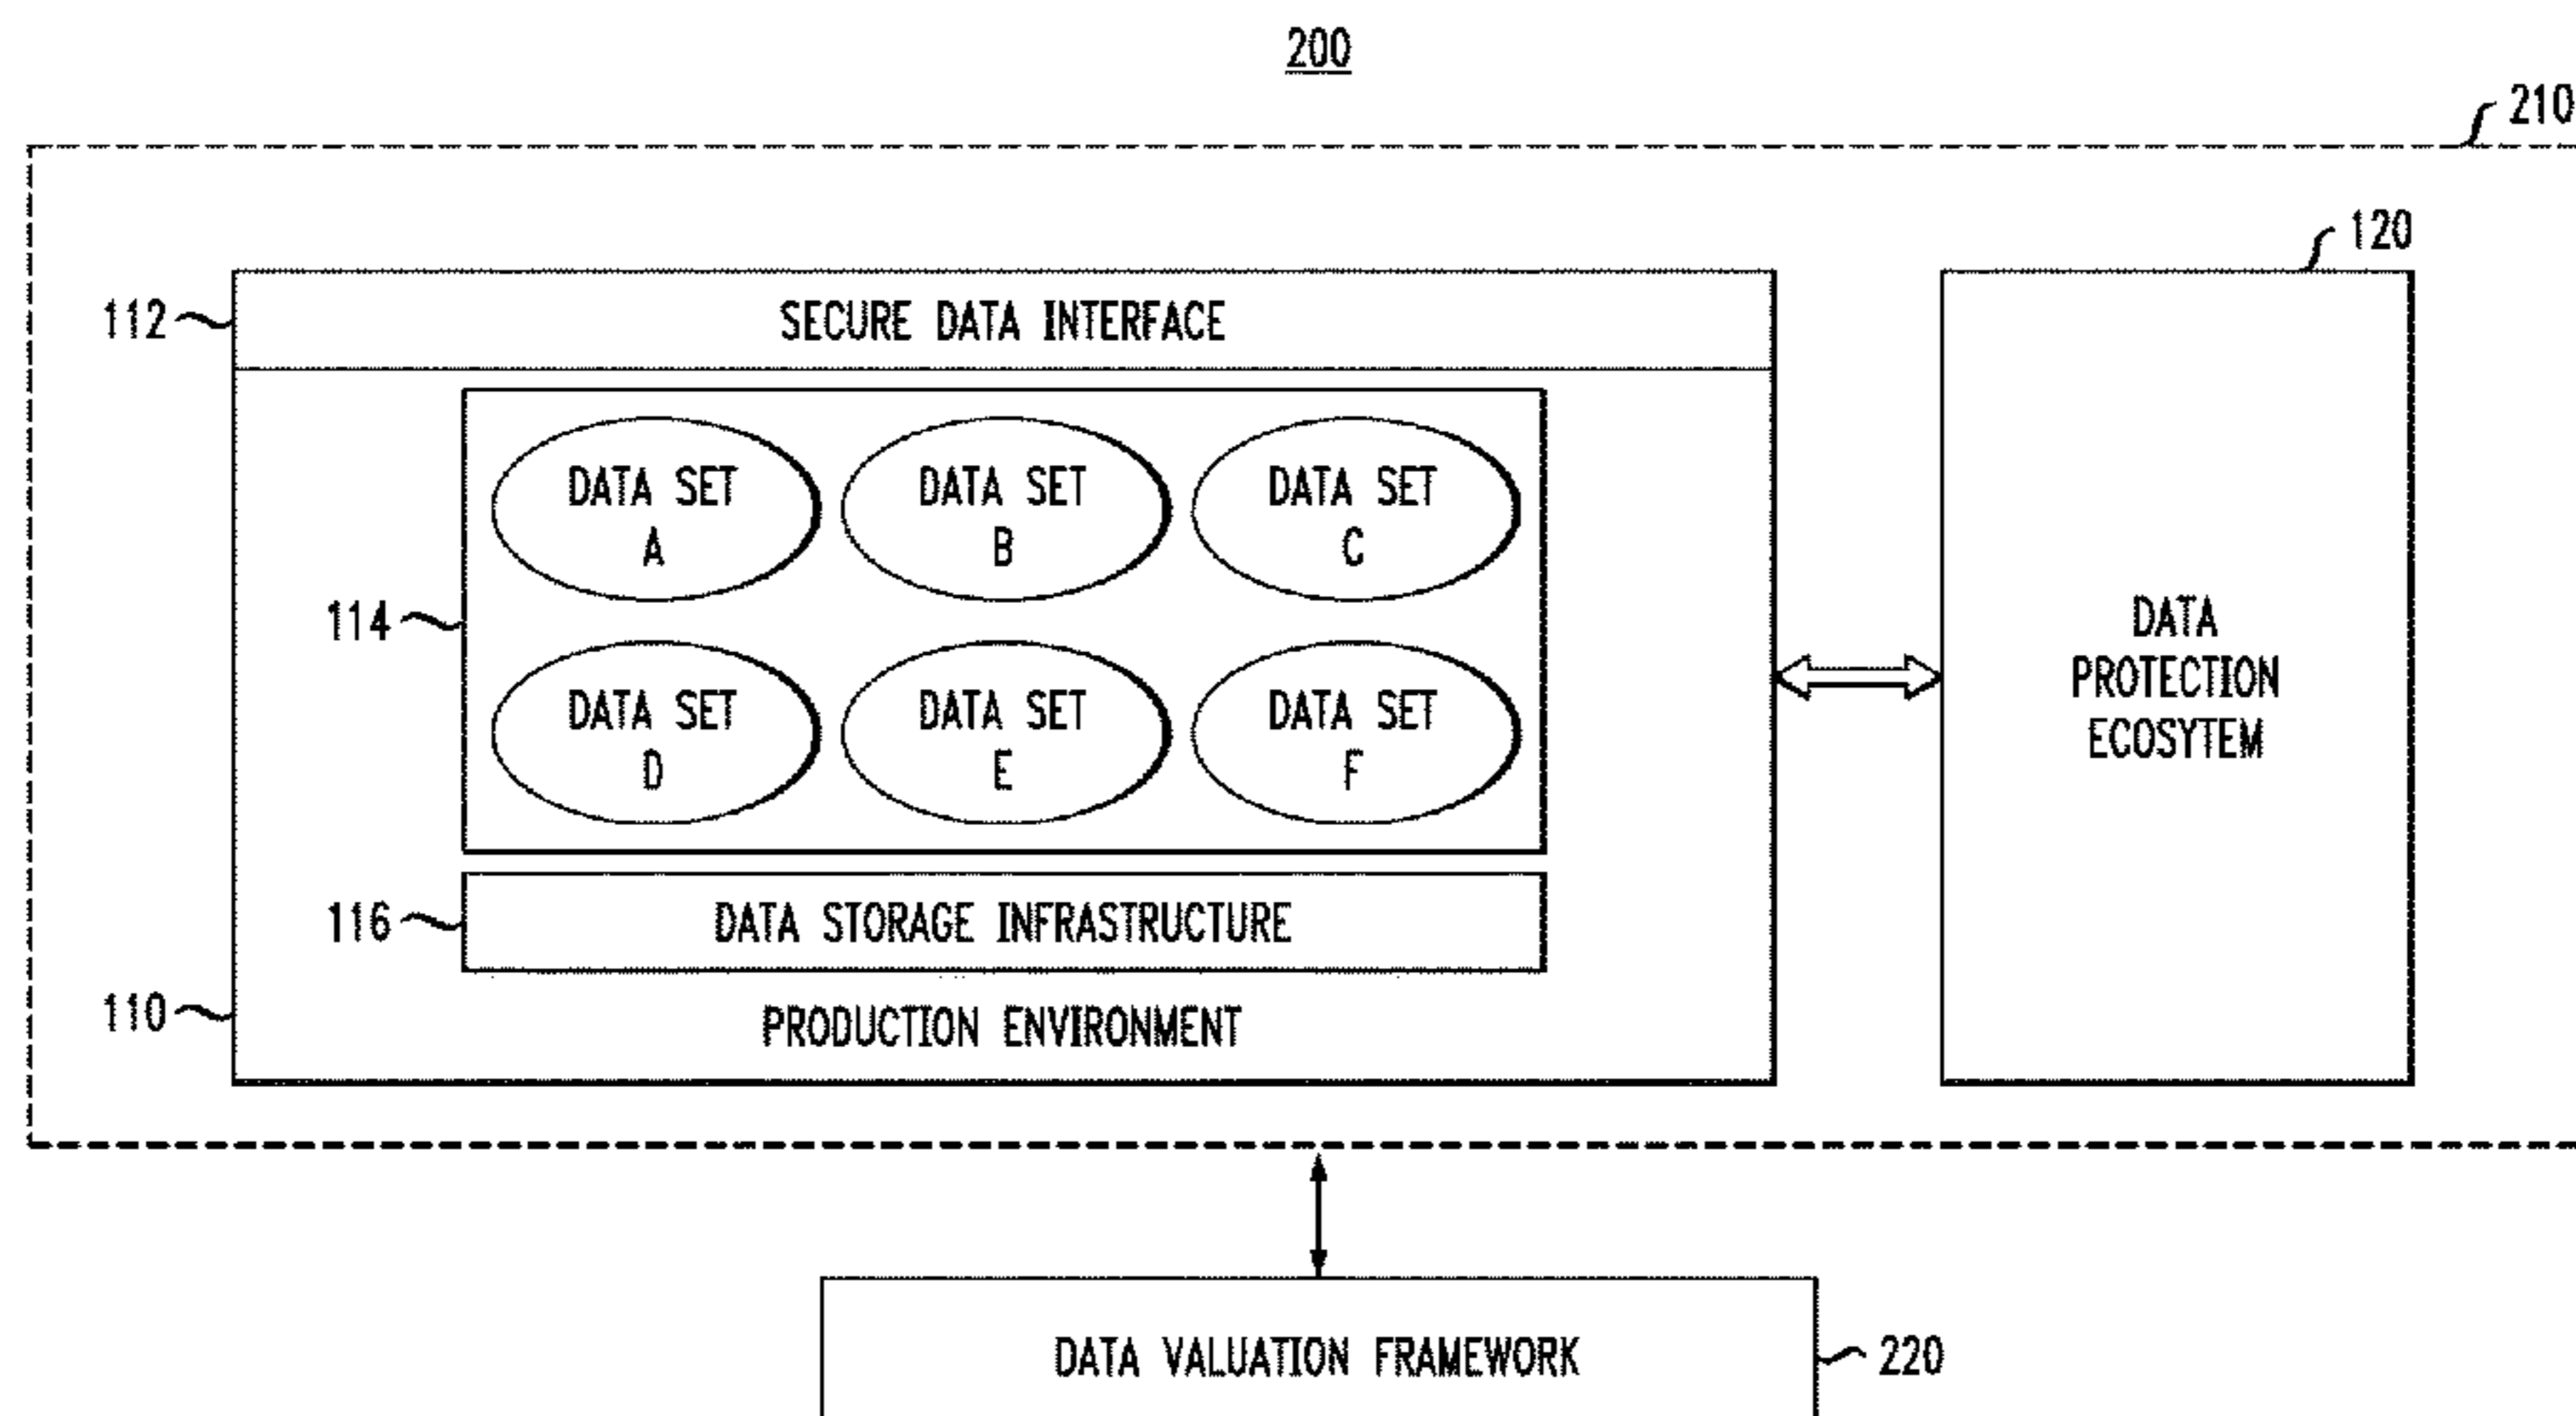 200
210
120
112
SECURE DATA INTERFACE
DATA SET
A
DATA SET
B
DATA SET
C
114
DATA SET
D
DATA SET
E
DATA SET
F
DATA
PROTECTION
ECOSYTEM
116
DATA STORAGE INFRASTRUCTURE
110
PRODUCTION ENVIRONMENT
DATA VALUATION FRAMEWORK
220